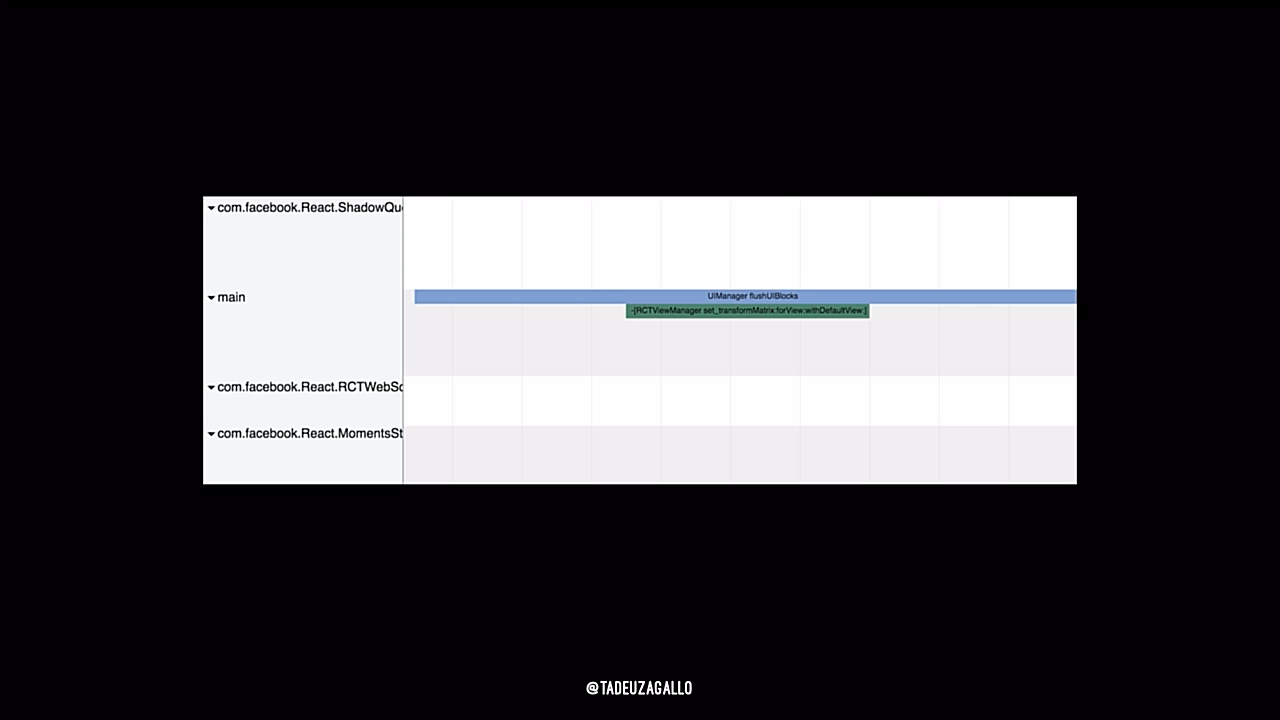 com.facebook.React.ShadowQu
main
UIManager flushUIBlocks
-[RCTViewManager set_transformMatrix:forView:withDefaultView:]
com.facebook.React.RCTWebSo
com.facebook.React.MomentsSt
@TADEUZAGALLO